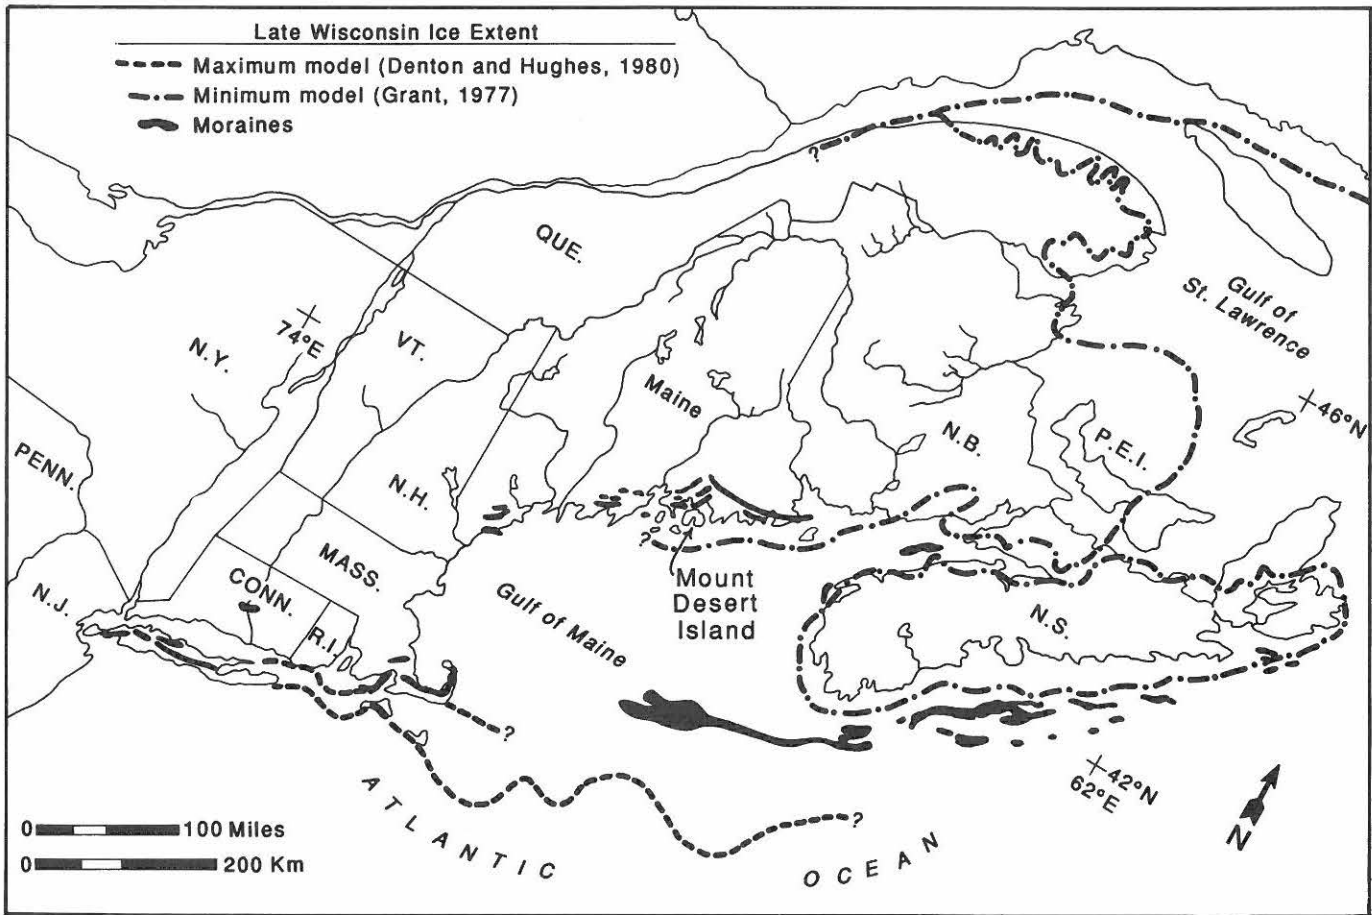 Late Wisconsin Ice Extent
Maximum model (Denton and Hughes, 1980)
Minimum model (Grant, 1977)
Moraines
?
QUE.
Gulf of
St. Lawrence
74°E
VT.
N.Y.
Maine
46°N
N.B.
P.E.I.
PENN.
N.H.
?
MASS.
Mount
Desert
Island
CONN.
N.J.
Gulf of Maine
R.I.
N.S.
?
42°N
62°E
ATLANTIC
OCEAN
?
0 100 Miles
0 200 Km
N